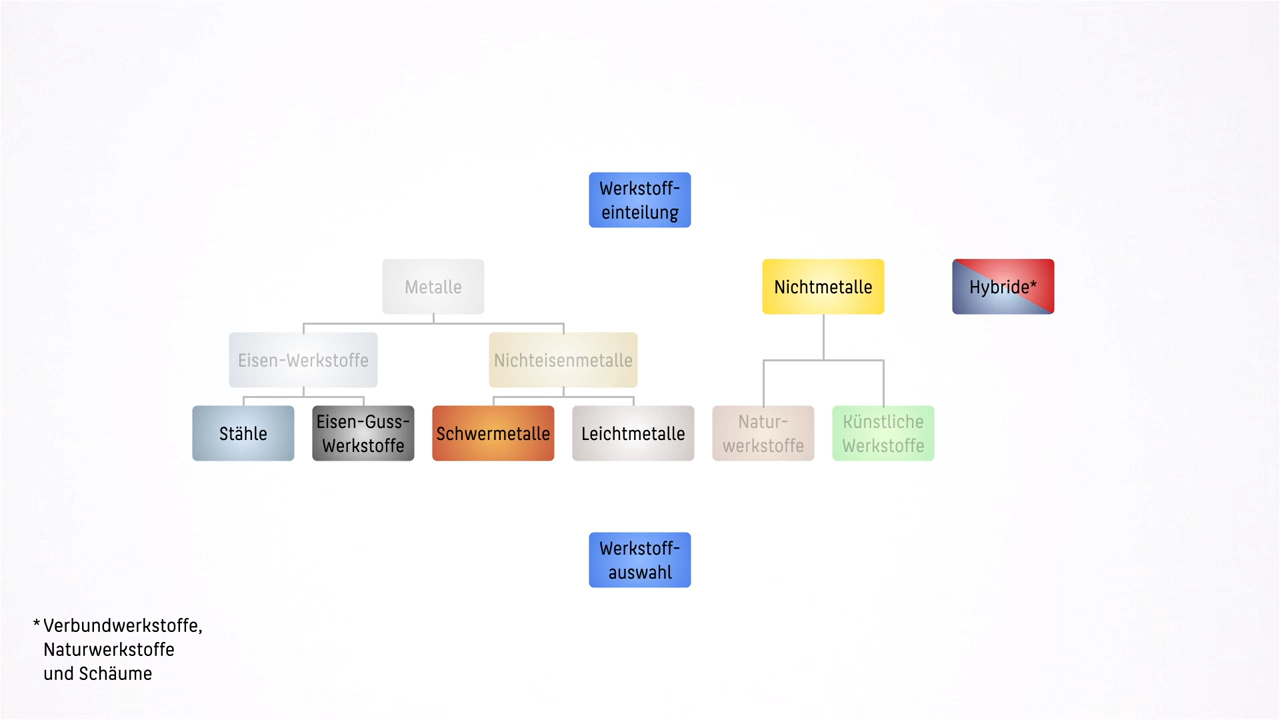 Werkstoff-
einteilung
Metalle
Nichtmetalle
Hybride*
Eisen-Werkstoffe
Nichteisenmetalle
Stähle
Eisen-Guss-
Werkstoffe
Schwermetalle
Leichtmetalle
Natur-
werkstoffe
Künstliche
Werkstoffe
Werkstoff-
auswahl
* Verbundwerkstoffe,
Naturwerkstoffe
und Schäume